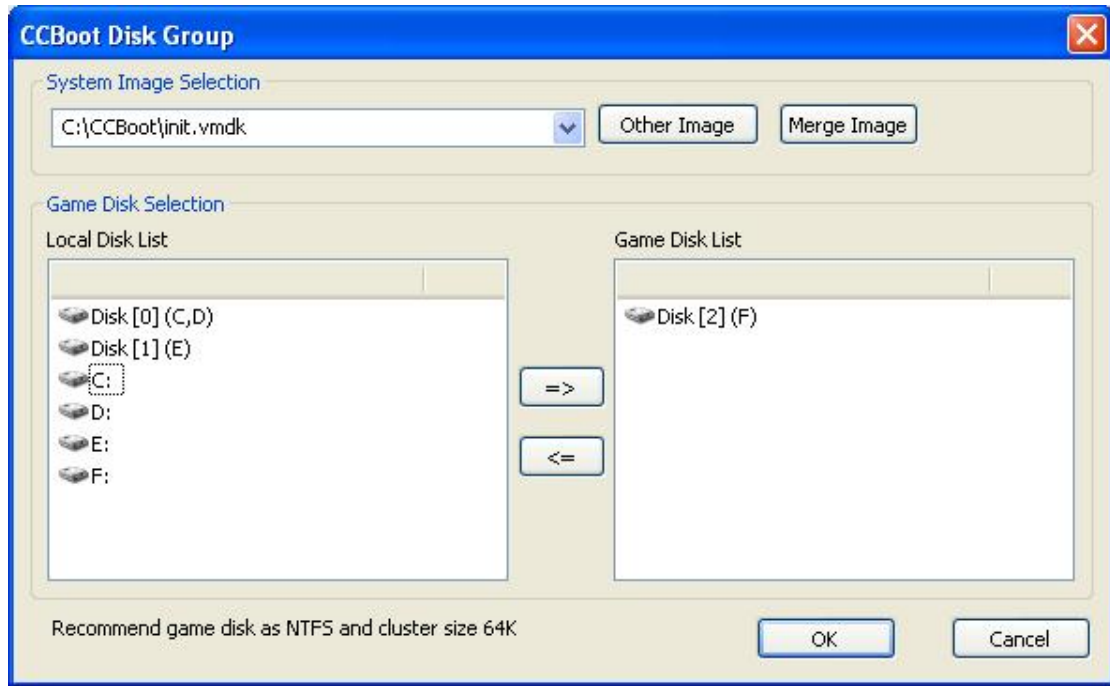 CCBoot Disk Group
System Image Selection
C:\CCBoot\init.vmdk
Other Image
Merge Image
Game Disk Selection
Local Disk List
Disk [0] (C,D)
Disk [1] (E)
C:
D:
E:
F:
=>
<=
Game Disk List
Disk [2] (F)
Recommend game disk as NTFS and cluster size 64K
OK
Cancel